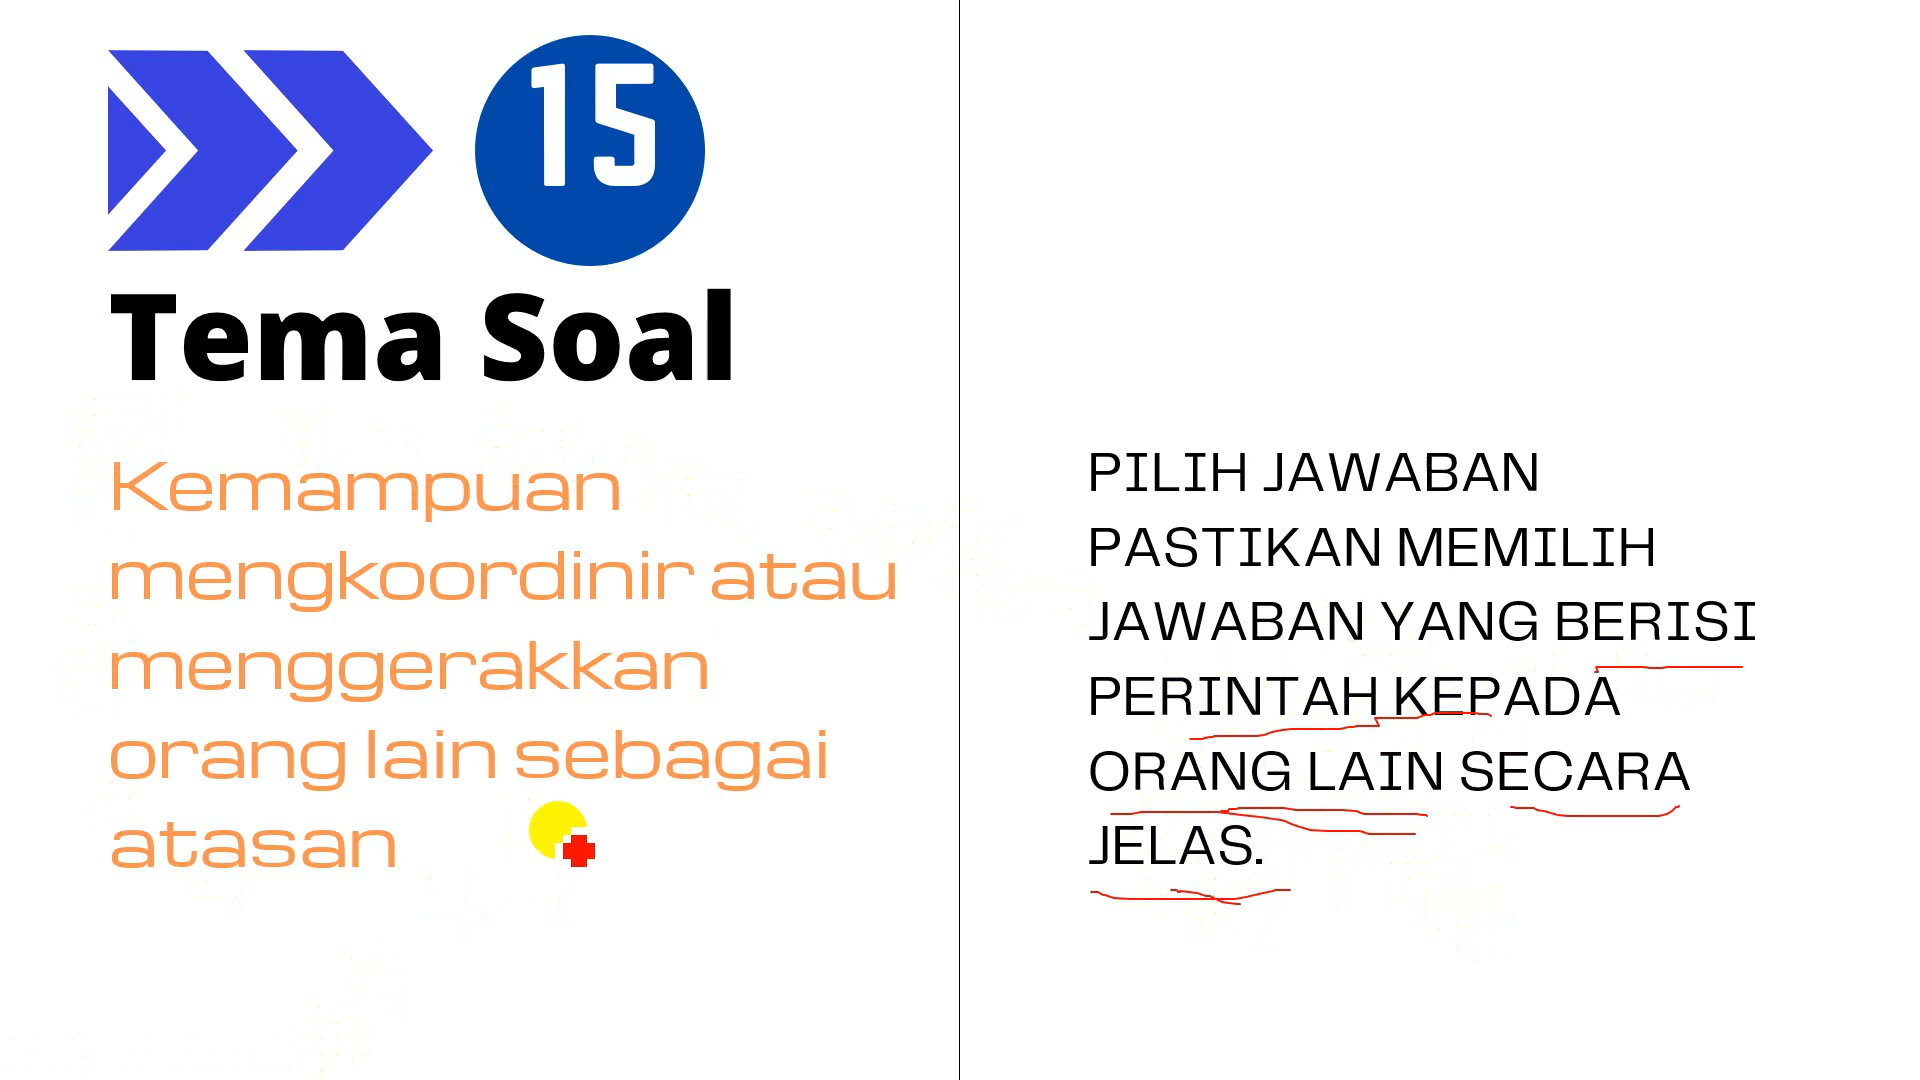 15
Tema Soal
Kemampuan
mengkoordinir atau
menggerakkan
orang lain sebagai
atasan
PILIH JAWABAN
PASTIKAN MEMILIH
JAWABAN YANG BERISI
PERINTAH KEPADA
ORANG LAIN SECARA
JELAS.